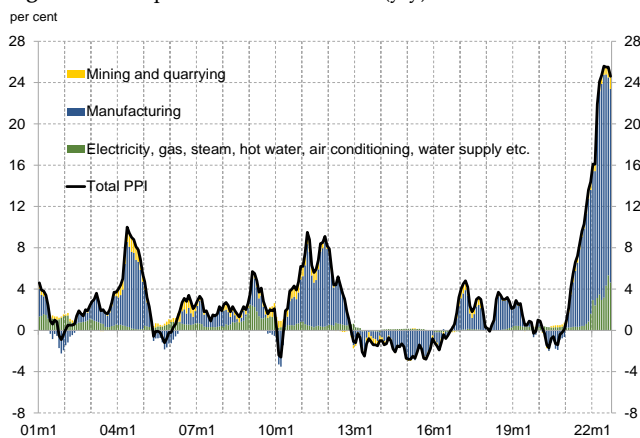 per cent
28 28
24 24
20 20
16 16
12 12
8 8
4 4
0 0
-4 -4
-8 -8
Mining and quarrying
Manufacturing
Electricity, gas, steam, hot water, air conditioning, water supply etc.
Total PPI
01m1 04m1 07m1 10m1 13m1 16m1 19m1 22m1